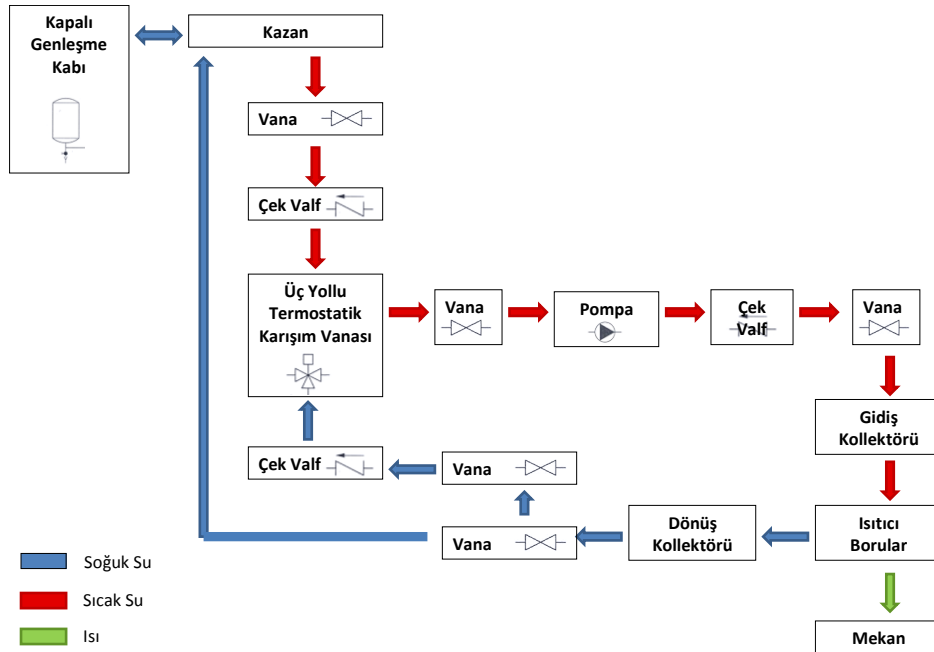 Kapalı
Genleşme
Kabı
Kazan
Vana
Çek Valf
Üç Yollu
Termostatik
Karışım Vanası
Vana
Pompa
Çek
Valf
Vana
Gidiş
Kollektörü
Çek Valf
Vana
Vana
Dönüş
Kollektörü
Isıtıcı
Borular
Mekan
Soğuk Su
Sıcak Su
Isı